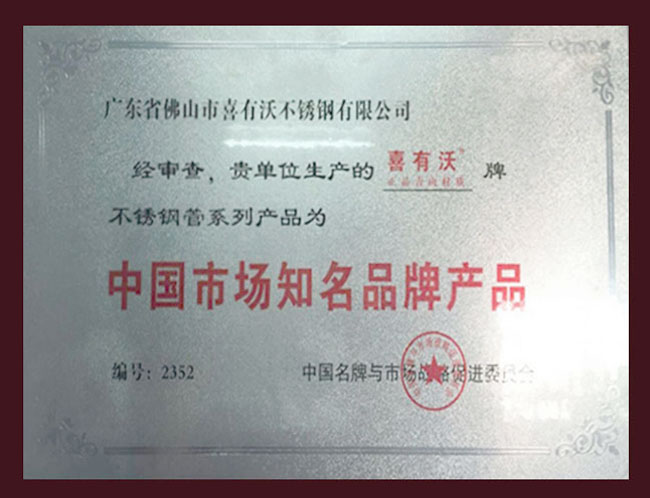 广东省佛山市喜有沃不锈钢有限公司
经审查，贵单位生产的 喜有沃 牌
不锈钢管系列产品为
中国市场知名品牌产品
编号：2352
中国名牌与市场战略促进委员会